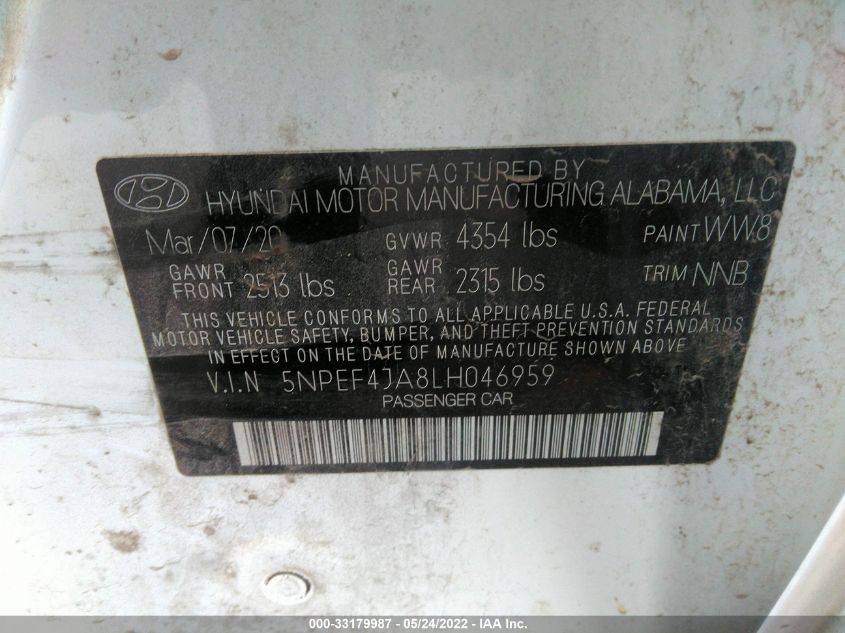 MANUFACTURED BY
HYUNDAI MOTOR MANUFACTURING ALABAMA, LLC
Mar/07/20 GVWR 4354 lbs PAINT WW8
GAWR FRONT 2513 lbs GAWR REAR 2315 lbs TRIM NNB
THIS VEHICLE CONFORMS TO ALL APPLICABLE U.S.A. FEDERAL
MOTOR VEHICLE SAFETY, BUMPER, AND THEFT PREVENTION STANDARDS
IN EFFECT ON THE DATE OF MANUFACTURE SHOWN ABOVE
V.I.N 5NPEF4JA8LH046959
PASSENGER CAR
000-33179987 - 05/24/2022 - IAA Inc.